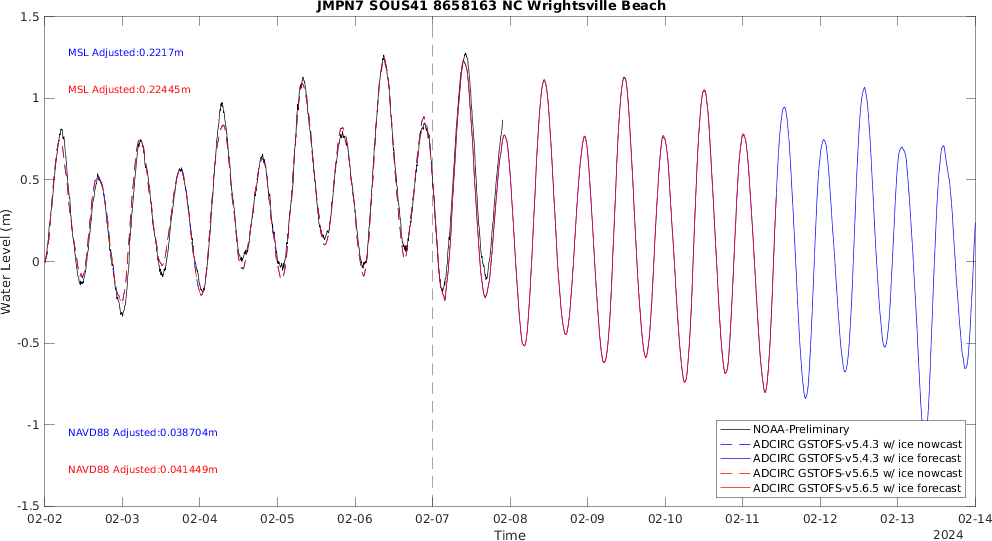 JMPN7 SOUS41 8658163 NC Wrightsville Beach
1.5
MSL Adjusted:0.2217m
MSL Adjusted:0.22445m
1
0.5
0
-0.5
-1
-1.5
Water Level (m)
NAVD88 Adjusted:0.038704m
NAVD88 Adjusted:0.041449m
NOAA-Preliminary
ADCIRC GSTOFS-v5.4.3 w/ ice nowcast
ADCIRC GSTOFS-v5.4.3 w/ ice forecast
ADCIRC GSTOFS-v5.6.5 w/ ice nowcast
ADCIRC GSTOFS-v5.6.5 w/ ice forecast
02-02 02-03 02-04 02-05 02-06 02-07 02-08 02-09 02-10 02-11 02-12 02-13 02-14
Time
2024